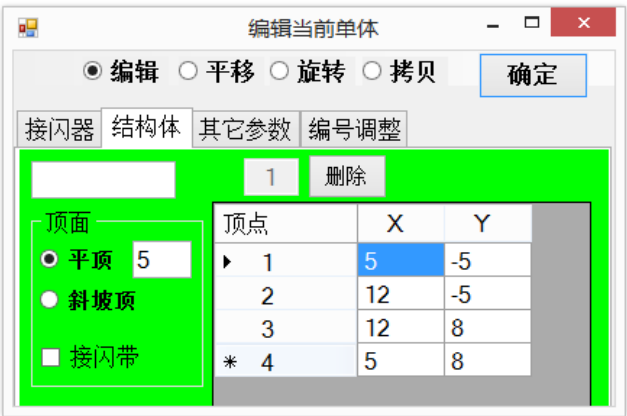 编辑当前单体
编辑 平移 旋转 拷贝 确定
接闪器 结构体 其它参数 编号调整
1 删除
顶面
平顶 5
斜坡顶
接闪带
顶点 X Y
1 5 -5
2 12 -5
3 12 8
* 4 5 8